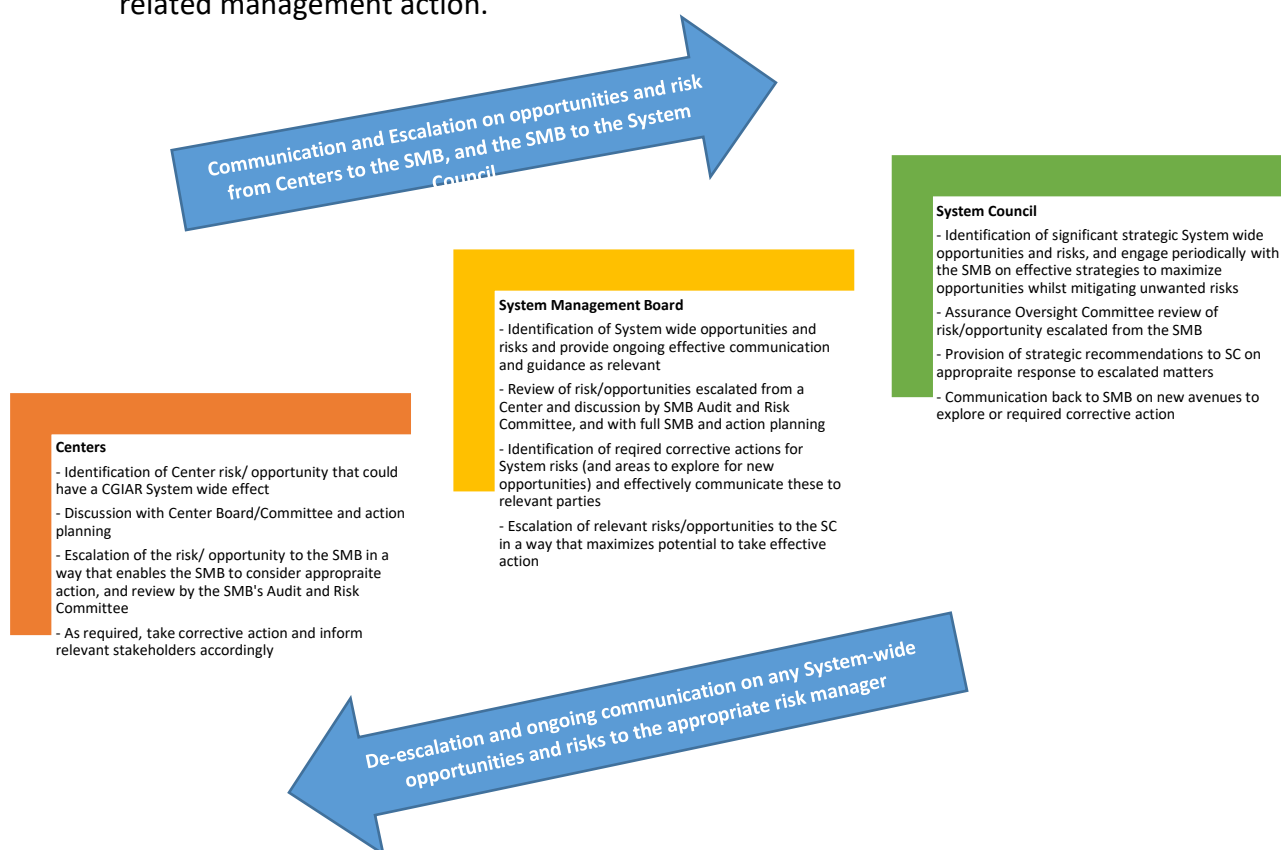 related management action.
Communication and Escalation on opportunities and risk
from Centers to the SMB, and the SMB to the System
Council
System Council
- Identification of significant strategic System wide
opportunities and risks, and engage periodically with
the SMB on effective strategies to maximize
opportunities whilst mitigating unwanted risks
- Assurance Oversight Committee review of
risk/opportunity escalated from the SMB
- Provision of strategic recommendations to SC on
appropraite response to escalated matters
- Communication back to SMB on new avenues to
explore or required corrective action
System Management Board
- Identification of System wide opportunities and
risks and provide ongoing effective communication
and guidance as relevant
- Review of risk/opportunities escalated from a
Center and discussion by SMB Audit and Risk
Committee, and with full SMB and action planning
- Identification of reqired corrective actions for
System risks (and areas to explore for new
opportunities) and effectively communicate these to
relevant parties
- Escalation of relevant risks/opportunities to the SC
in a way that maximizes potential to take effective
action
Centers
- Identification of Center risk/ opportunity that could
have a CGIAR System wide effect
- Discussion with Center Board/Committee and action
planning
- Escalation of the risk/ opportunity to the SMB in a
way that enables the SMB to consider appropraite
action, and review by the SMB's Audit and Risk
Committee
- As required, take corrective action and inform
relevant stakeholders accordingly
De-escalation and ongoing communication on any System-wide
opportunities and risks to the appropriate risk manager